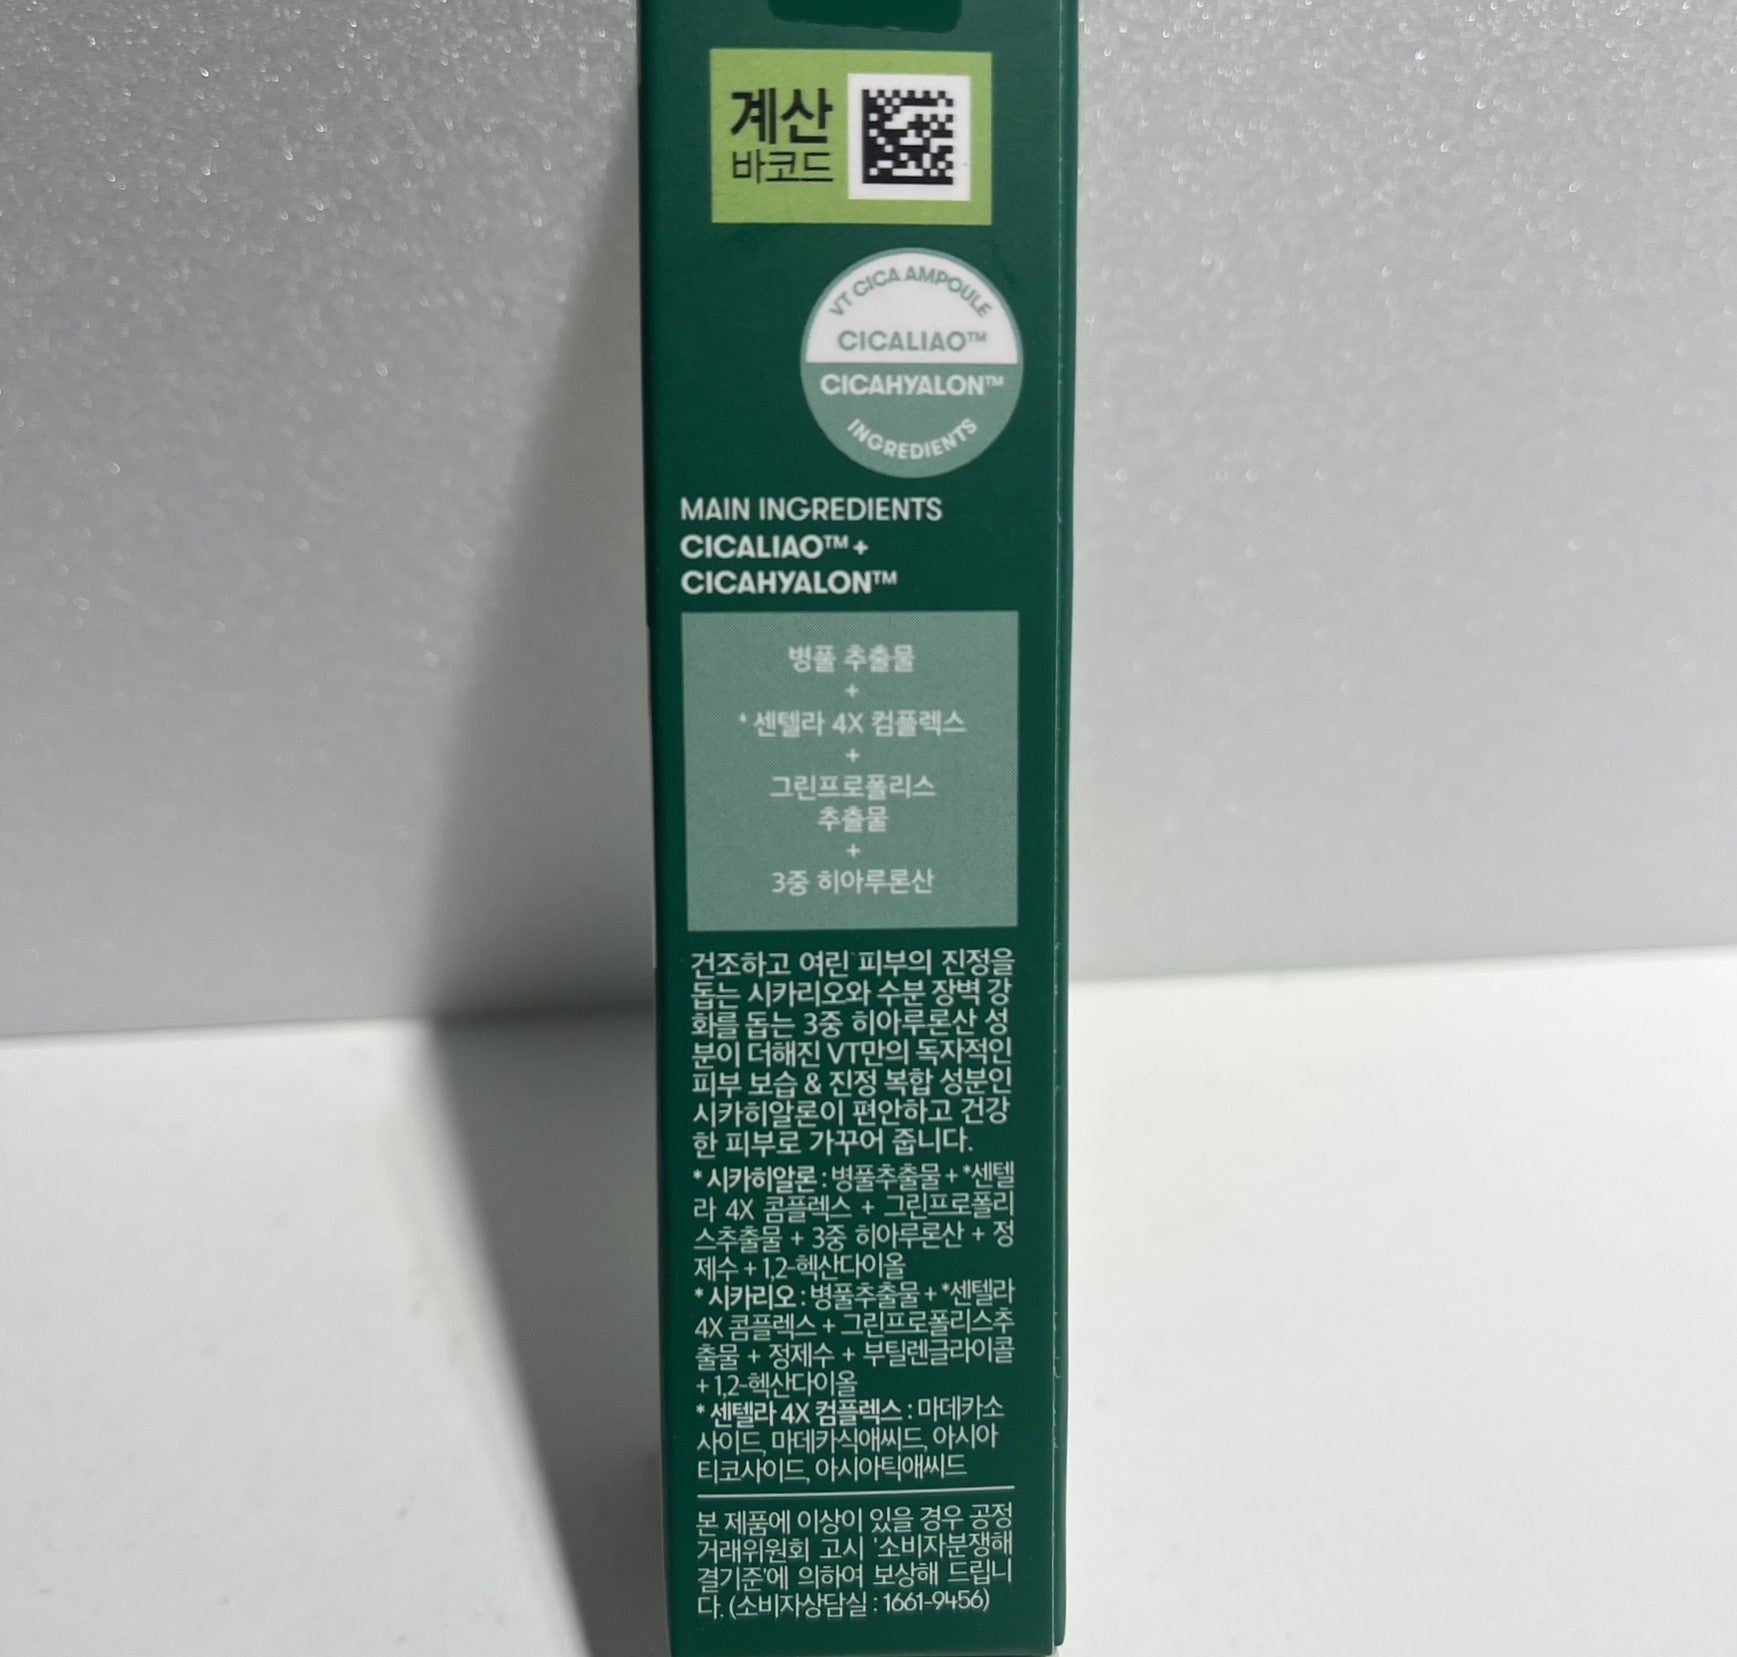 계산
바코드
VT CICA AMPOULE
CICALIAO™
CICAHYALON™
INGREDIENTS
MAIN INGREDIENTS
CICALIAO™ +
CICAHYALON™
병풀 추출물
+
* 센텔라 4X 컴플렉스
+
그린프로폴리스
추출물
+
3중 히아루론산
건조하고 여린 피부의 진정을
돕는 시카리오와 수분 장벽 강
화를 돕는 3중 히아루론산 성
분이 더해진 VT만의 독자적인
피부 보습 & 진정 복합 성분인
시카히알론이 편안하고 건강
한 피부로 가꾸어 줍니다.
* 시카히알론 : 병풀추출물 + *센텔
라 4X 콤플렉스 + 그린프로폴리
스추출물 + 3중 히아루론산 + 정
제수 + 1,2-헥산다이올
* 시카리오 : 병풀추출물 + *센텔라
4X 콤플렉스 + 그린프로폴리스추
출물 + 정제수 + 부틸렌글라이콜
+ 1,2-헥산다이올
* 센텔라 4X 컴플렉스 : 마데카소
사이드, 마데카식애씨드, 아시아
티코사이드, 아시아틱애씨드
본 제품에 이상이 있을 경우 공정
거래위원회 고시 '소비자분쟁해
결기준'에 의하여 보상해 드립니
다. (소비자상담실 : 1661-9456)